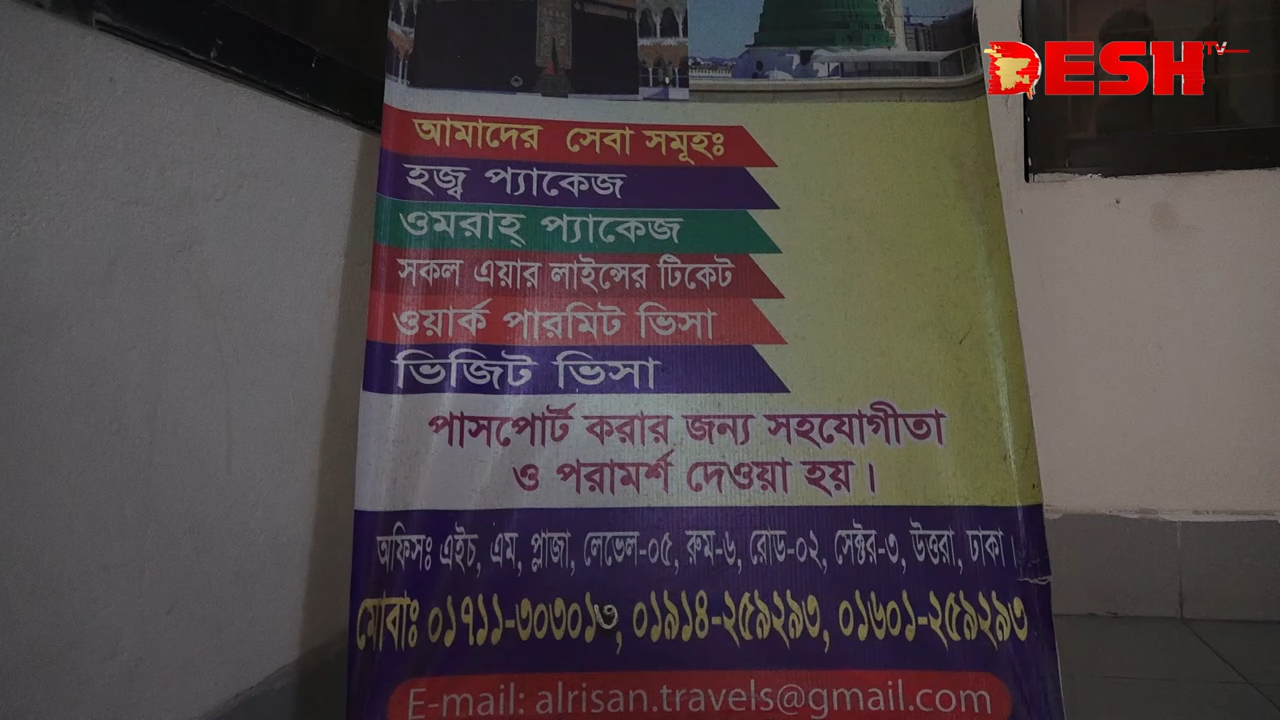 DESH TV
আমাদের সেবা সমূহঃ
হজ্ব প্যাকেজ
ওমরাহ্ প্যাকেজ
সকল এয়ার লাইন্সের টিকেট
ওয়ার্ক পারমিট ভিসা
ভিজিট ভিসা
পাসপোর্ট করার জন্য সহযোগীতা
ও পরামর্শ দেওয়া হয়।
অফিসঃ এইচ, এম, প্লাজা, লেভেল-০৫, রুম-৬, রোড-০২, সেক্টর-৩, উত্তরা, ঢাকা।
মোবাঃ ০১৭১১-৩০৩০১৩, ০১৯১৪-২৫৯২৯৩, ০১৬০১-২৫৯২৯৩
E-mail: alrisan.travels@gmail.com